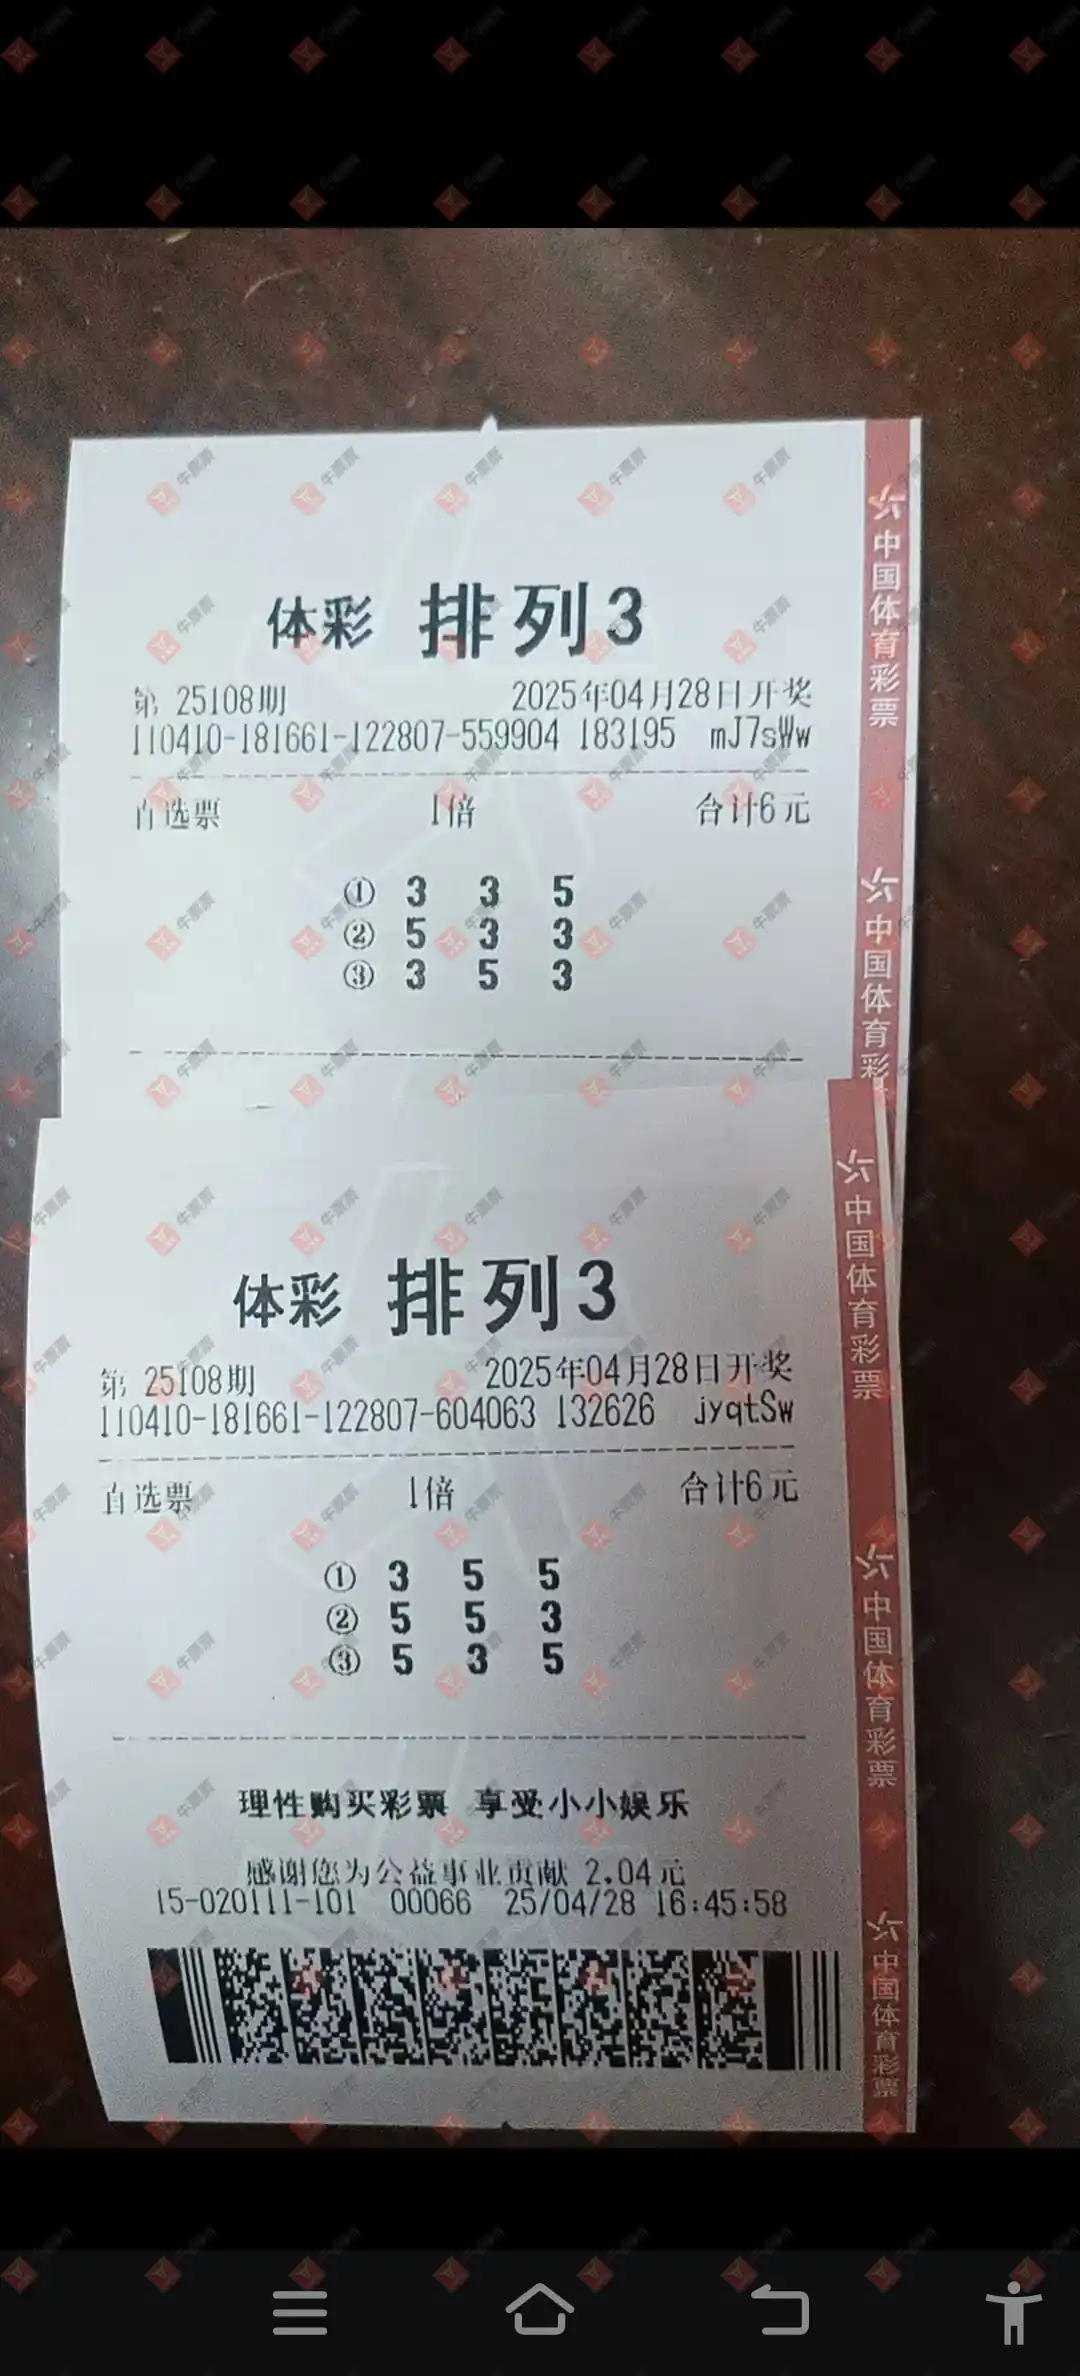 体彩 排列3
第 25108期 2025年04月28日开奖
110410-181661-122807-559904 183195 mJ7sWw
自选票 1倍 合计6元
① 3 3 5
② 5 3 3
③ 3 5 3
中国体育彩票
中国体育彩
体彩 排列3
第 25108期 2025年04月28日开奖
110410-181661-122807-604063 132626 jyqtSw
自选票 1倍 合计6元
① 3 5 5
② 5 5 3
③ 5 3 5
理性购买彩票 享受小小娱乐
感谢您为公益事业贡献 2.04元
15-020111-101 00066 25/04/28 16:45:58
中国体育彩票
中国体育彩票
中国体育彩票
牛票票